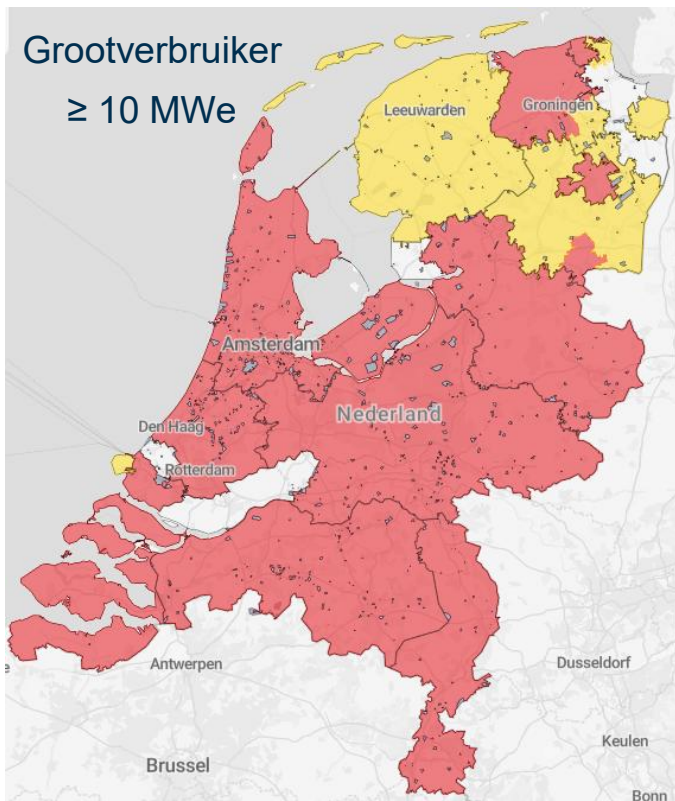 Grootverbruiker
≥ 10 MWe
Leeuwarden
Groningen
Amsterdam
Nederland
Den Haag
Rotterdam
Antwerpen
Dusseldorf
Keulen
Brussel
Bonn